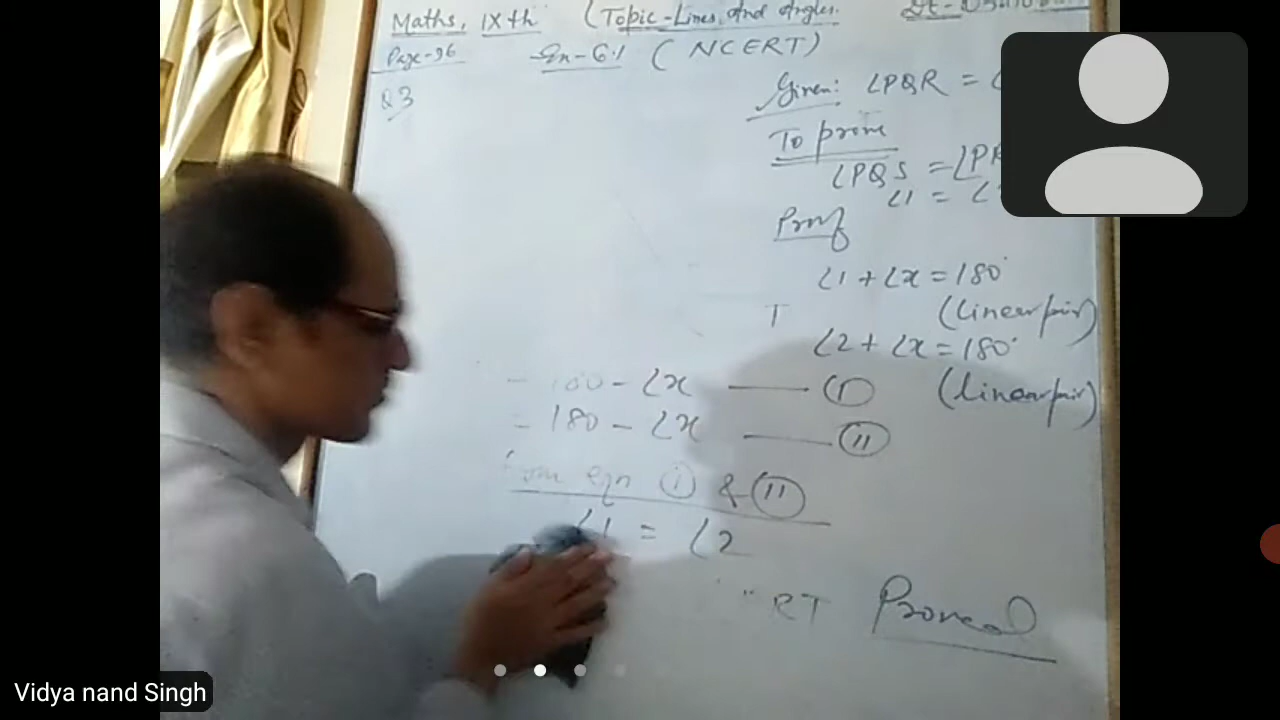 Maths, IXth (Topic-Lines, And Angles.
Page-96 Ex-6.1 (NCERT)
Q3
Given: ∠PQR =
To prove
∠PQS =
∠1 = ∠
Proof
∠1 + ∠x = 180°
(linear pair)
∠2 + ∠x = 180°
(linear pair)
= 180 - ∠x —— (I)
= 180 - ∠x —— (II)
from eqn (i) & (II)
∠1 = ∠2
RT Proved
Vidya nand Singh